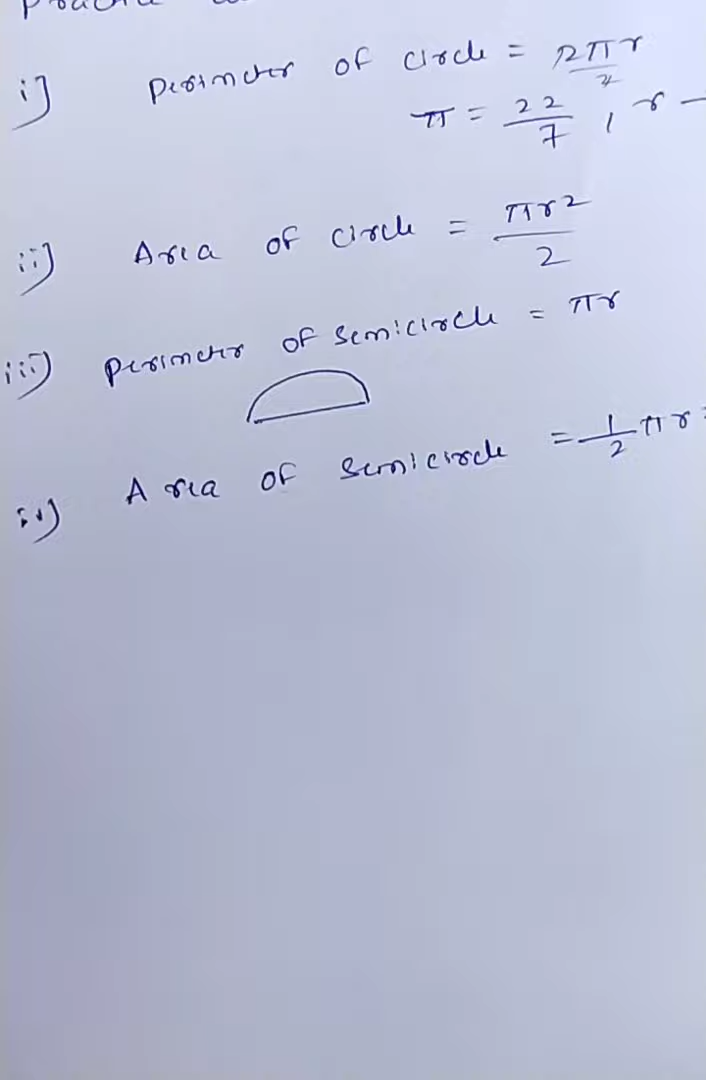 i) perimeter of circle = 2πr/2
π = 22/7, r –
ii) Area of circle = πr2/2
iii) perimeter of semicircle = πr
iv) Area of semicircle = 1/2 πr